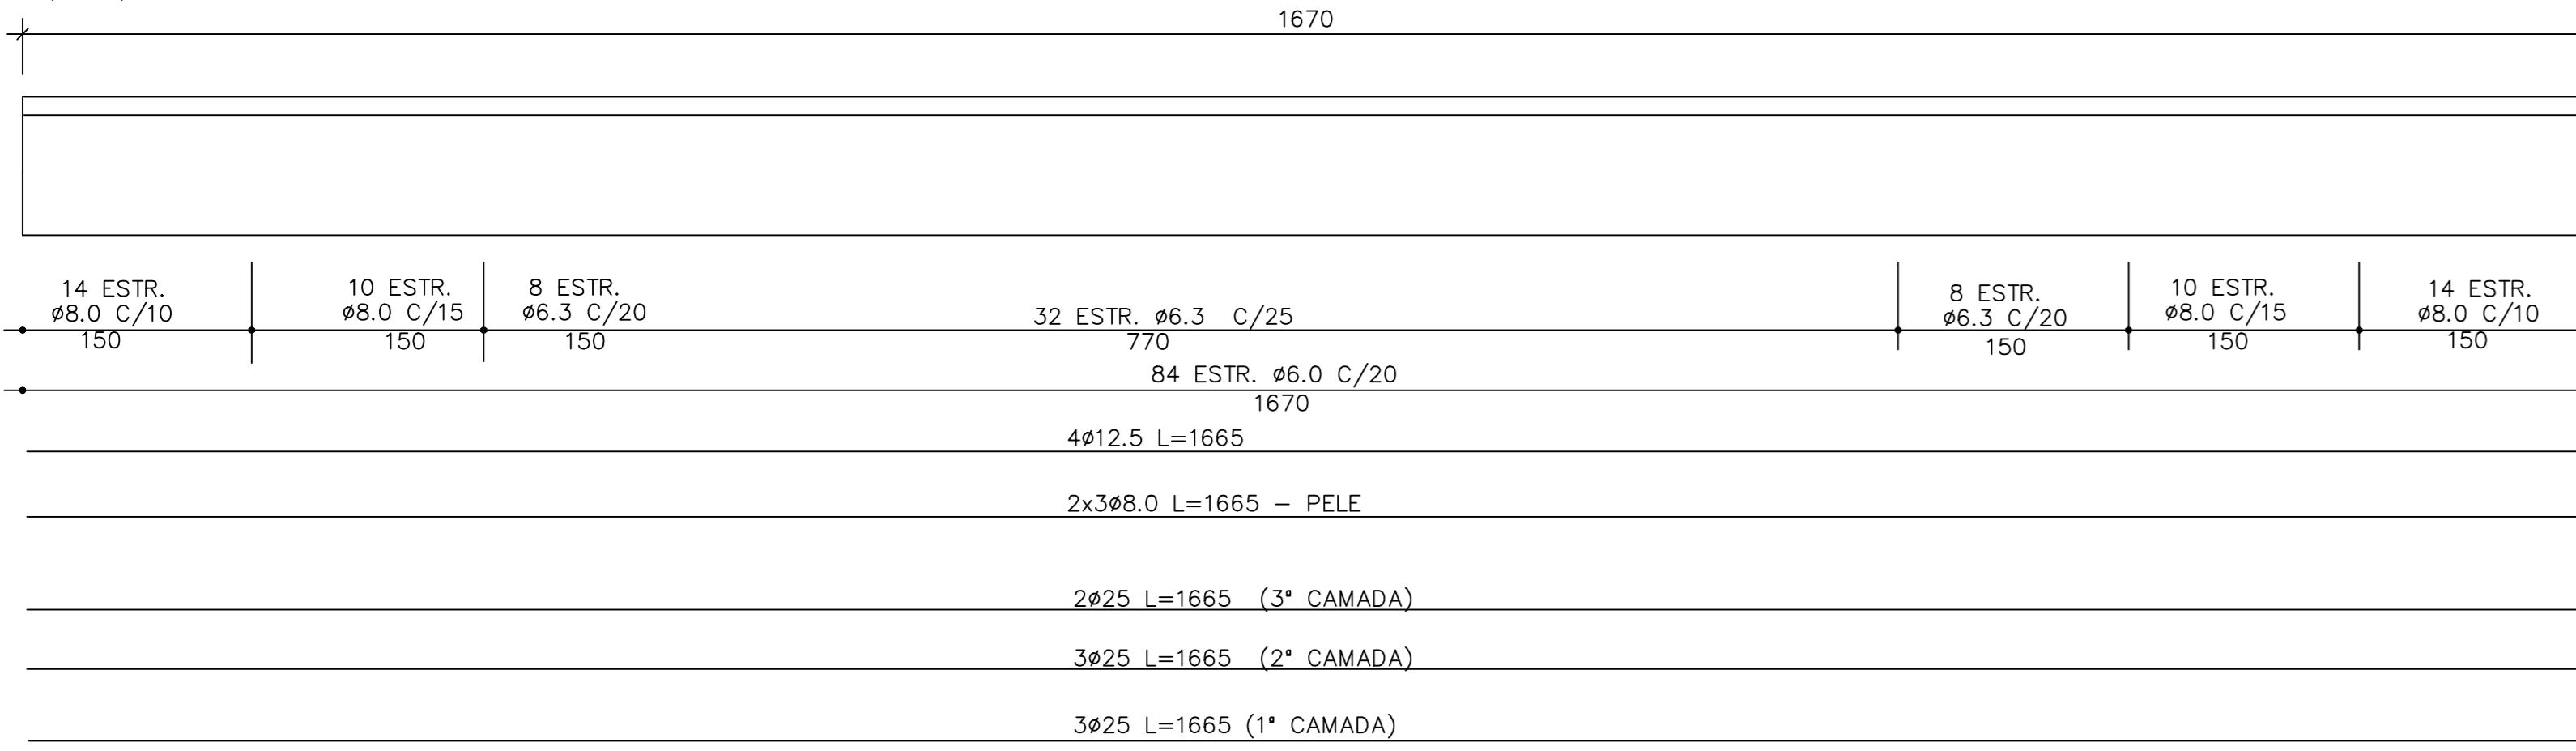 1670
14 ESTR.
ø8.0 C/10
150
10 ESTR.
ø8.0 C/15
150
8 ESTR.
ø6.3 C/20
150
32 ESTR. ø6.3 C/25
770
8 ESTR.
ø6.3 C/20
150
10 ESTR.
ø8.0 C/15
150
14 ESTR.
ø8.0 C/10
150
84 ESTR. ø6.0 C/20
1670
4ø12.5 L=1665
2x3ø8.0 L=1665 – PELE
2ø25 L=1665 (3ª CAMADA)
3ø25 L=1665 (2ª CAMADA)
3ø25 L=1665 (1ª CAMADA)